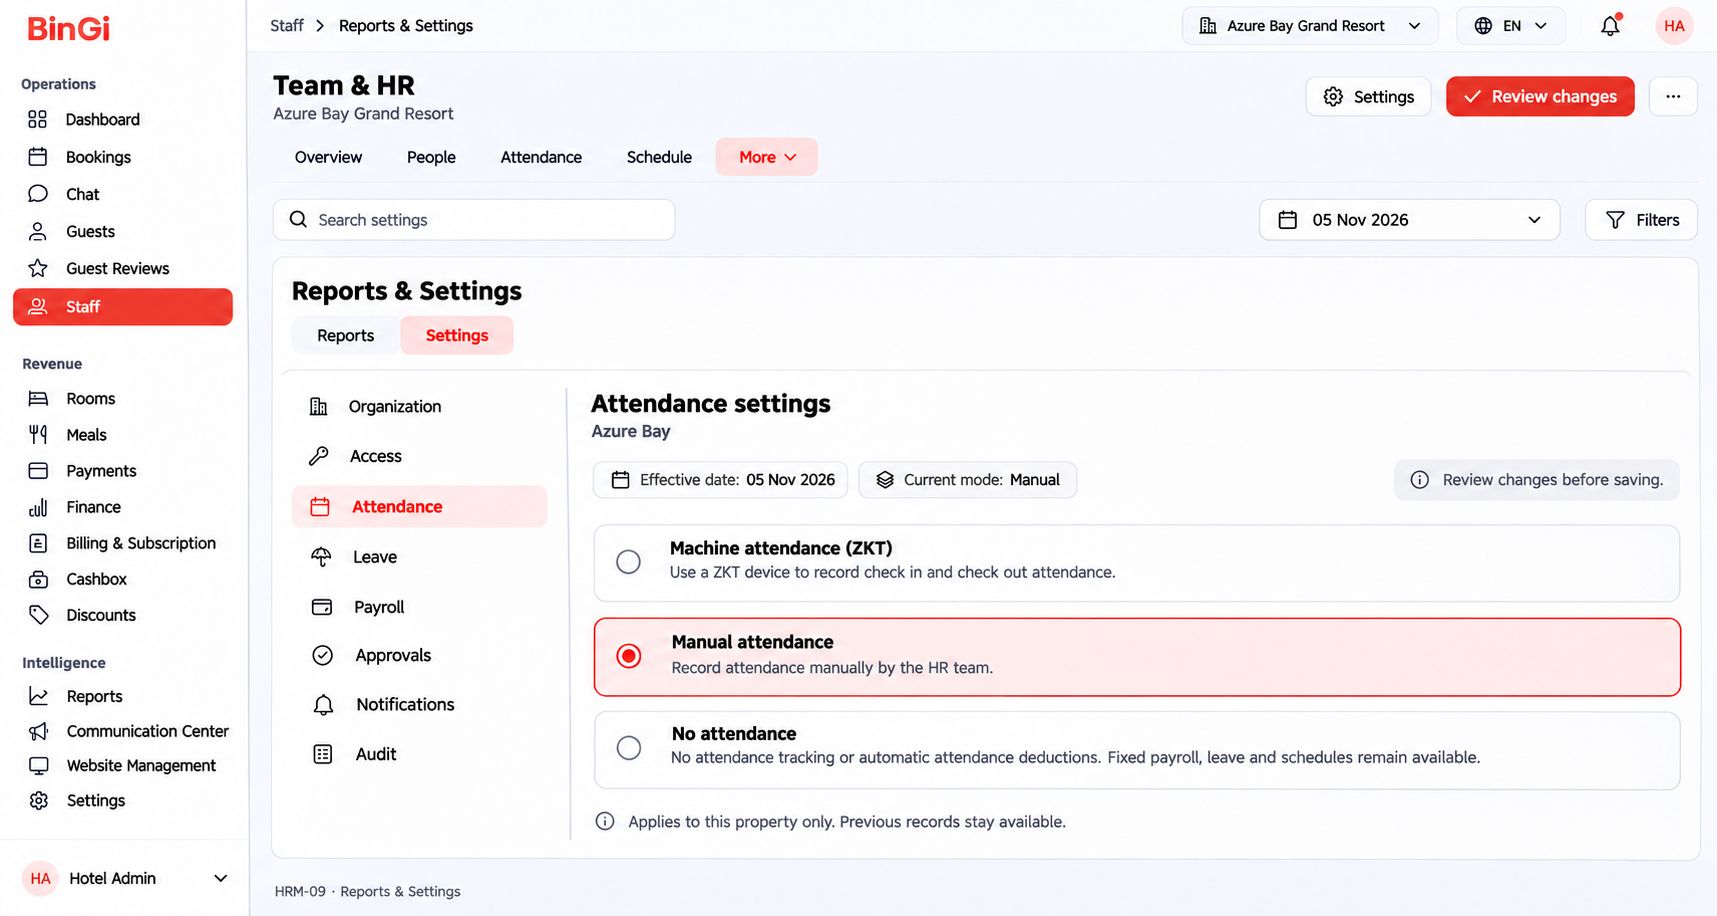 BinGi
Operations
Dashboard
Bookings
Chat
Guests
Guest Reviews
Staff
Revenue
Rooms
Meals
Payments
Finance
Billing & Subscription
Cashbox
Discounts
Intelligence
Reports
Communication Center
Website Management
Settings
HA Hotel Admin
Staff > Reports & Settings
Azure Bay Grand Resort
EN
HA
Team & HR
Azure Bay Grand Resort
Settings
Review changes
...
Overview People Attendance Schedule More
Search settings
05 Nov 2026
Filters
Reports & Settings
Reports Settings
Organization
Access
Attendance
Leave
Payroll
Approvals
Notifications
Audit
Attendance settings
Azure Bay
Effective date: 05 Nov 2026
Current mode: Manual
Review changes before saving.
Machine attendance (ZKT)
Use a ZKT device to record check in and check out attendance.
Manual attendance
Record attendance manually by the HR team.
No attendance
No attendance tracking or automatic attendance deductions. Fixed payroll, leave and schedules remain available.
Applies to this property only. Previous records stay available.
HRM-09 · Reports & Settings